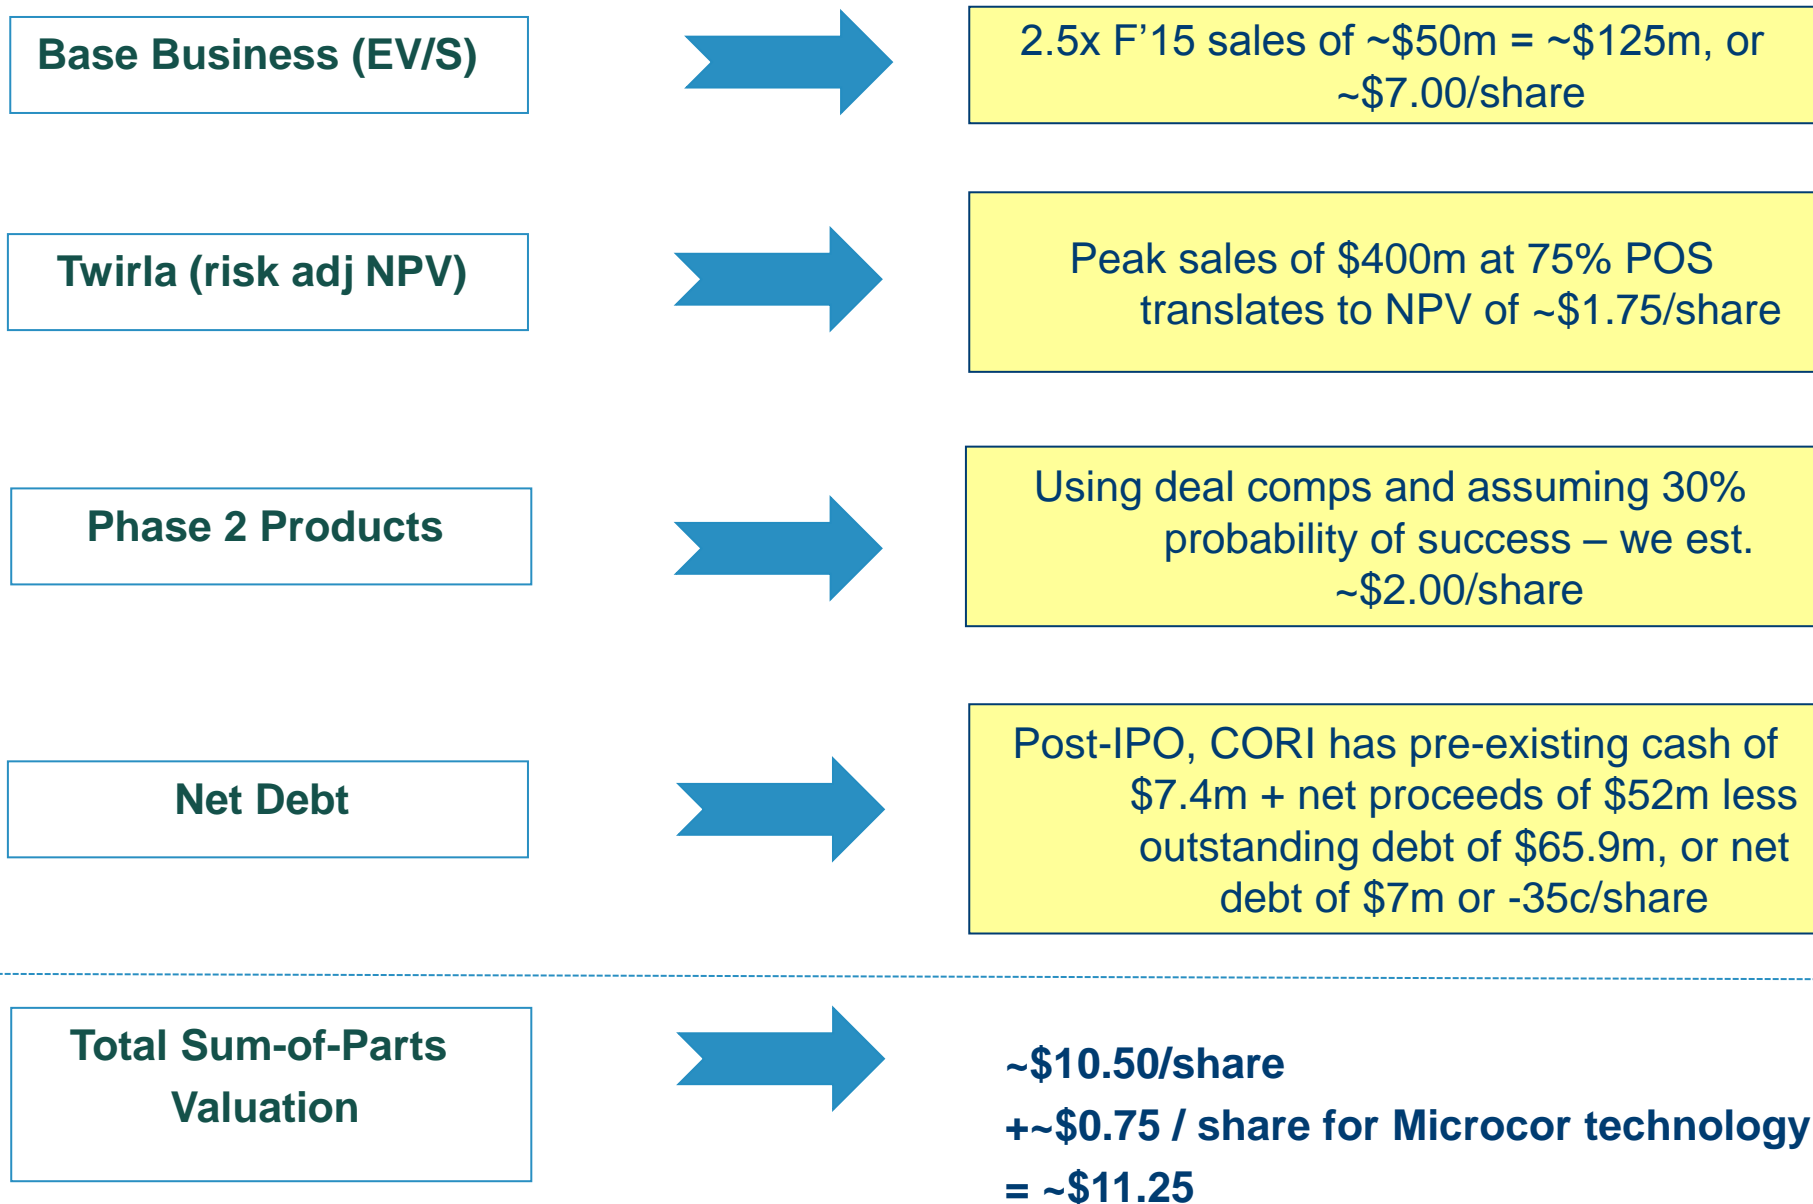 Base Business (EV/S)
2.5x F’15 sales of ~$50m = ~$125m, or
~$7.00/share
Twirla (risk adj NPV)
Peak sales of $400m at 75% POS
translates to NPV of ~$1.75/share
Phase 2 Products
Using deal comps and assuming 30%
probability of success – we est.
~$2.00/share
Net Debt
Post-IPO, CORI has pre-existing cash of
$7.4m + net proceeds of $52m less
outstanding debt of $65.9m, or net
debt of $7m or -35c/share
Total Sum-of-Parts
Valuation
~$10.50/share
+~$0.75 / share for Microcor technology
= ~$11.25